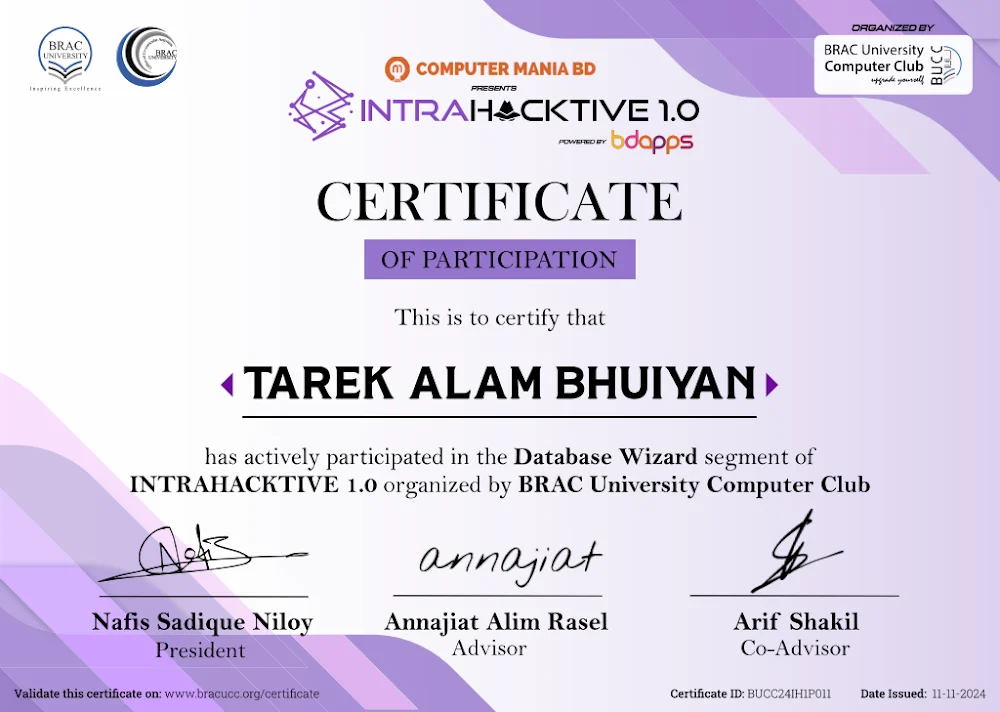 BRAC
UNIVERSITY
Inspiring Excellence
BRAC
UNIVERSITY
ORGANIZED BY
BRAC University
Computer Club
upgrade yourself
BUCC
COMPUTER MANIA BD
PRESENTS
INTRAHACKTIVE 1.0
POWERED BY bdapps
CERTIFICATE
OF PARTICIPATION
This is to certify that
TAREK ALAM BHUIYAN
has actively participated in the Database Wizard segment of
INTRAHACKTIVE 1.0 organized by BRAC University Computer Club
annajiat
Nafis Sadique Niloy
President
Annajiat Alim Rasel
Advisor
Arif Shakil
Co-Advisor
Validate this certificate on: www.bracucc.org/certificate
Certificate ID: BUCC24IH1P011
Date Issued: 11-11-2024